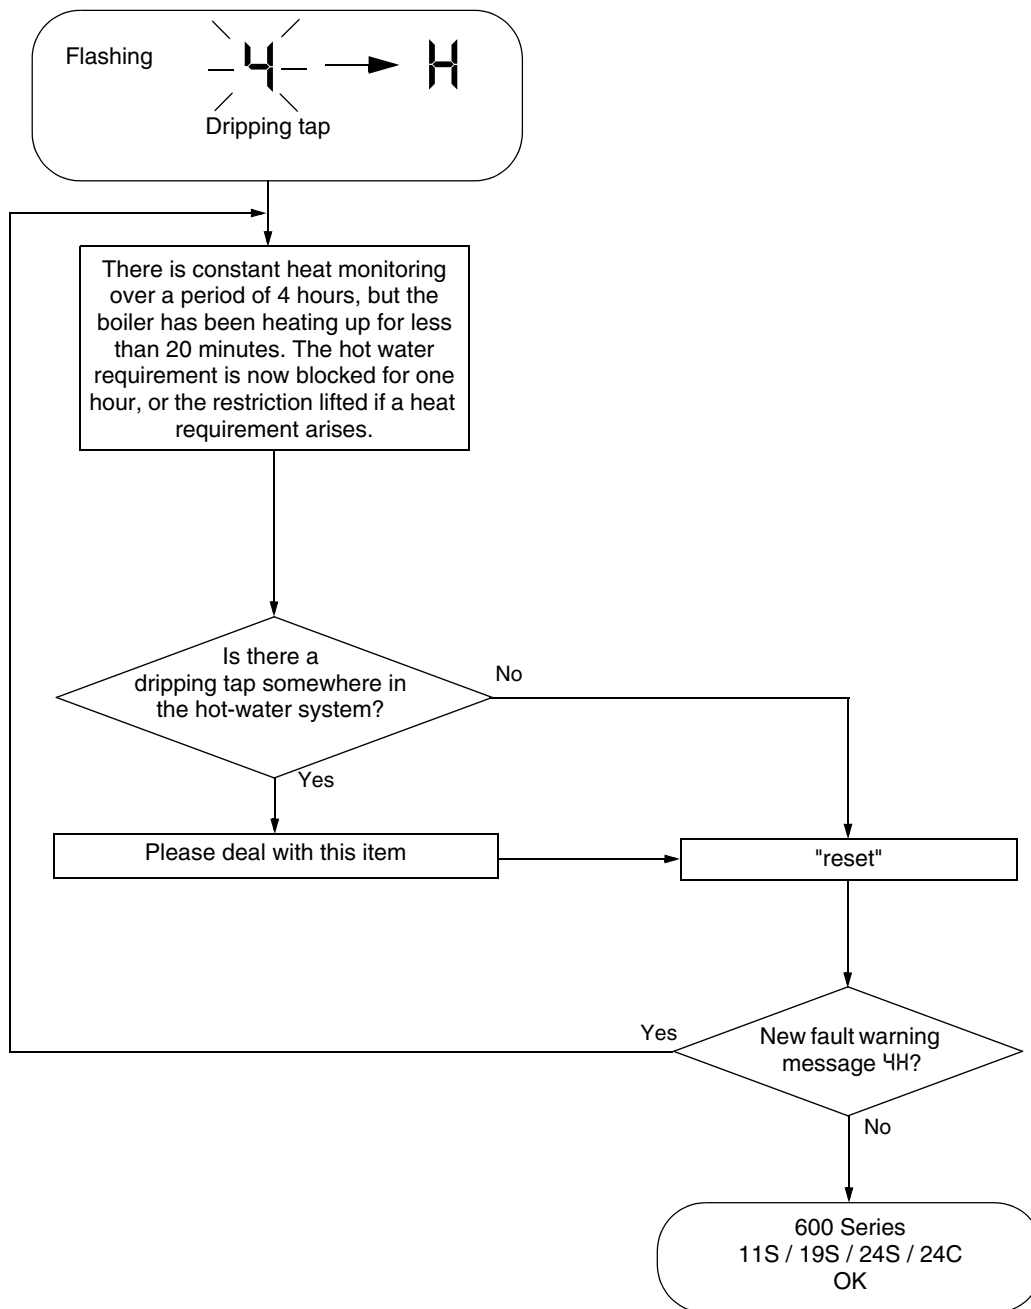 Flashing
4 H
Dripping tap
There is constant heat monitoring
over a period of 4 hours, but the
boiler has been heating up for less
than 20 minutes. The hot water
requirement is now blocked for one
hour, or the restriction lifted if a heat
requirement arises.
Is there a
dripping tap somewhere in
the hot-water system?
No
Yes
Please deal with this item
"reset"
Yes
New fault warning
message 4H?
No
600 Series
11S / 19S / 24S / 24C
OK